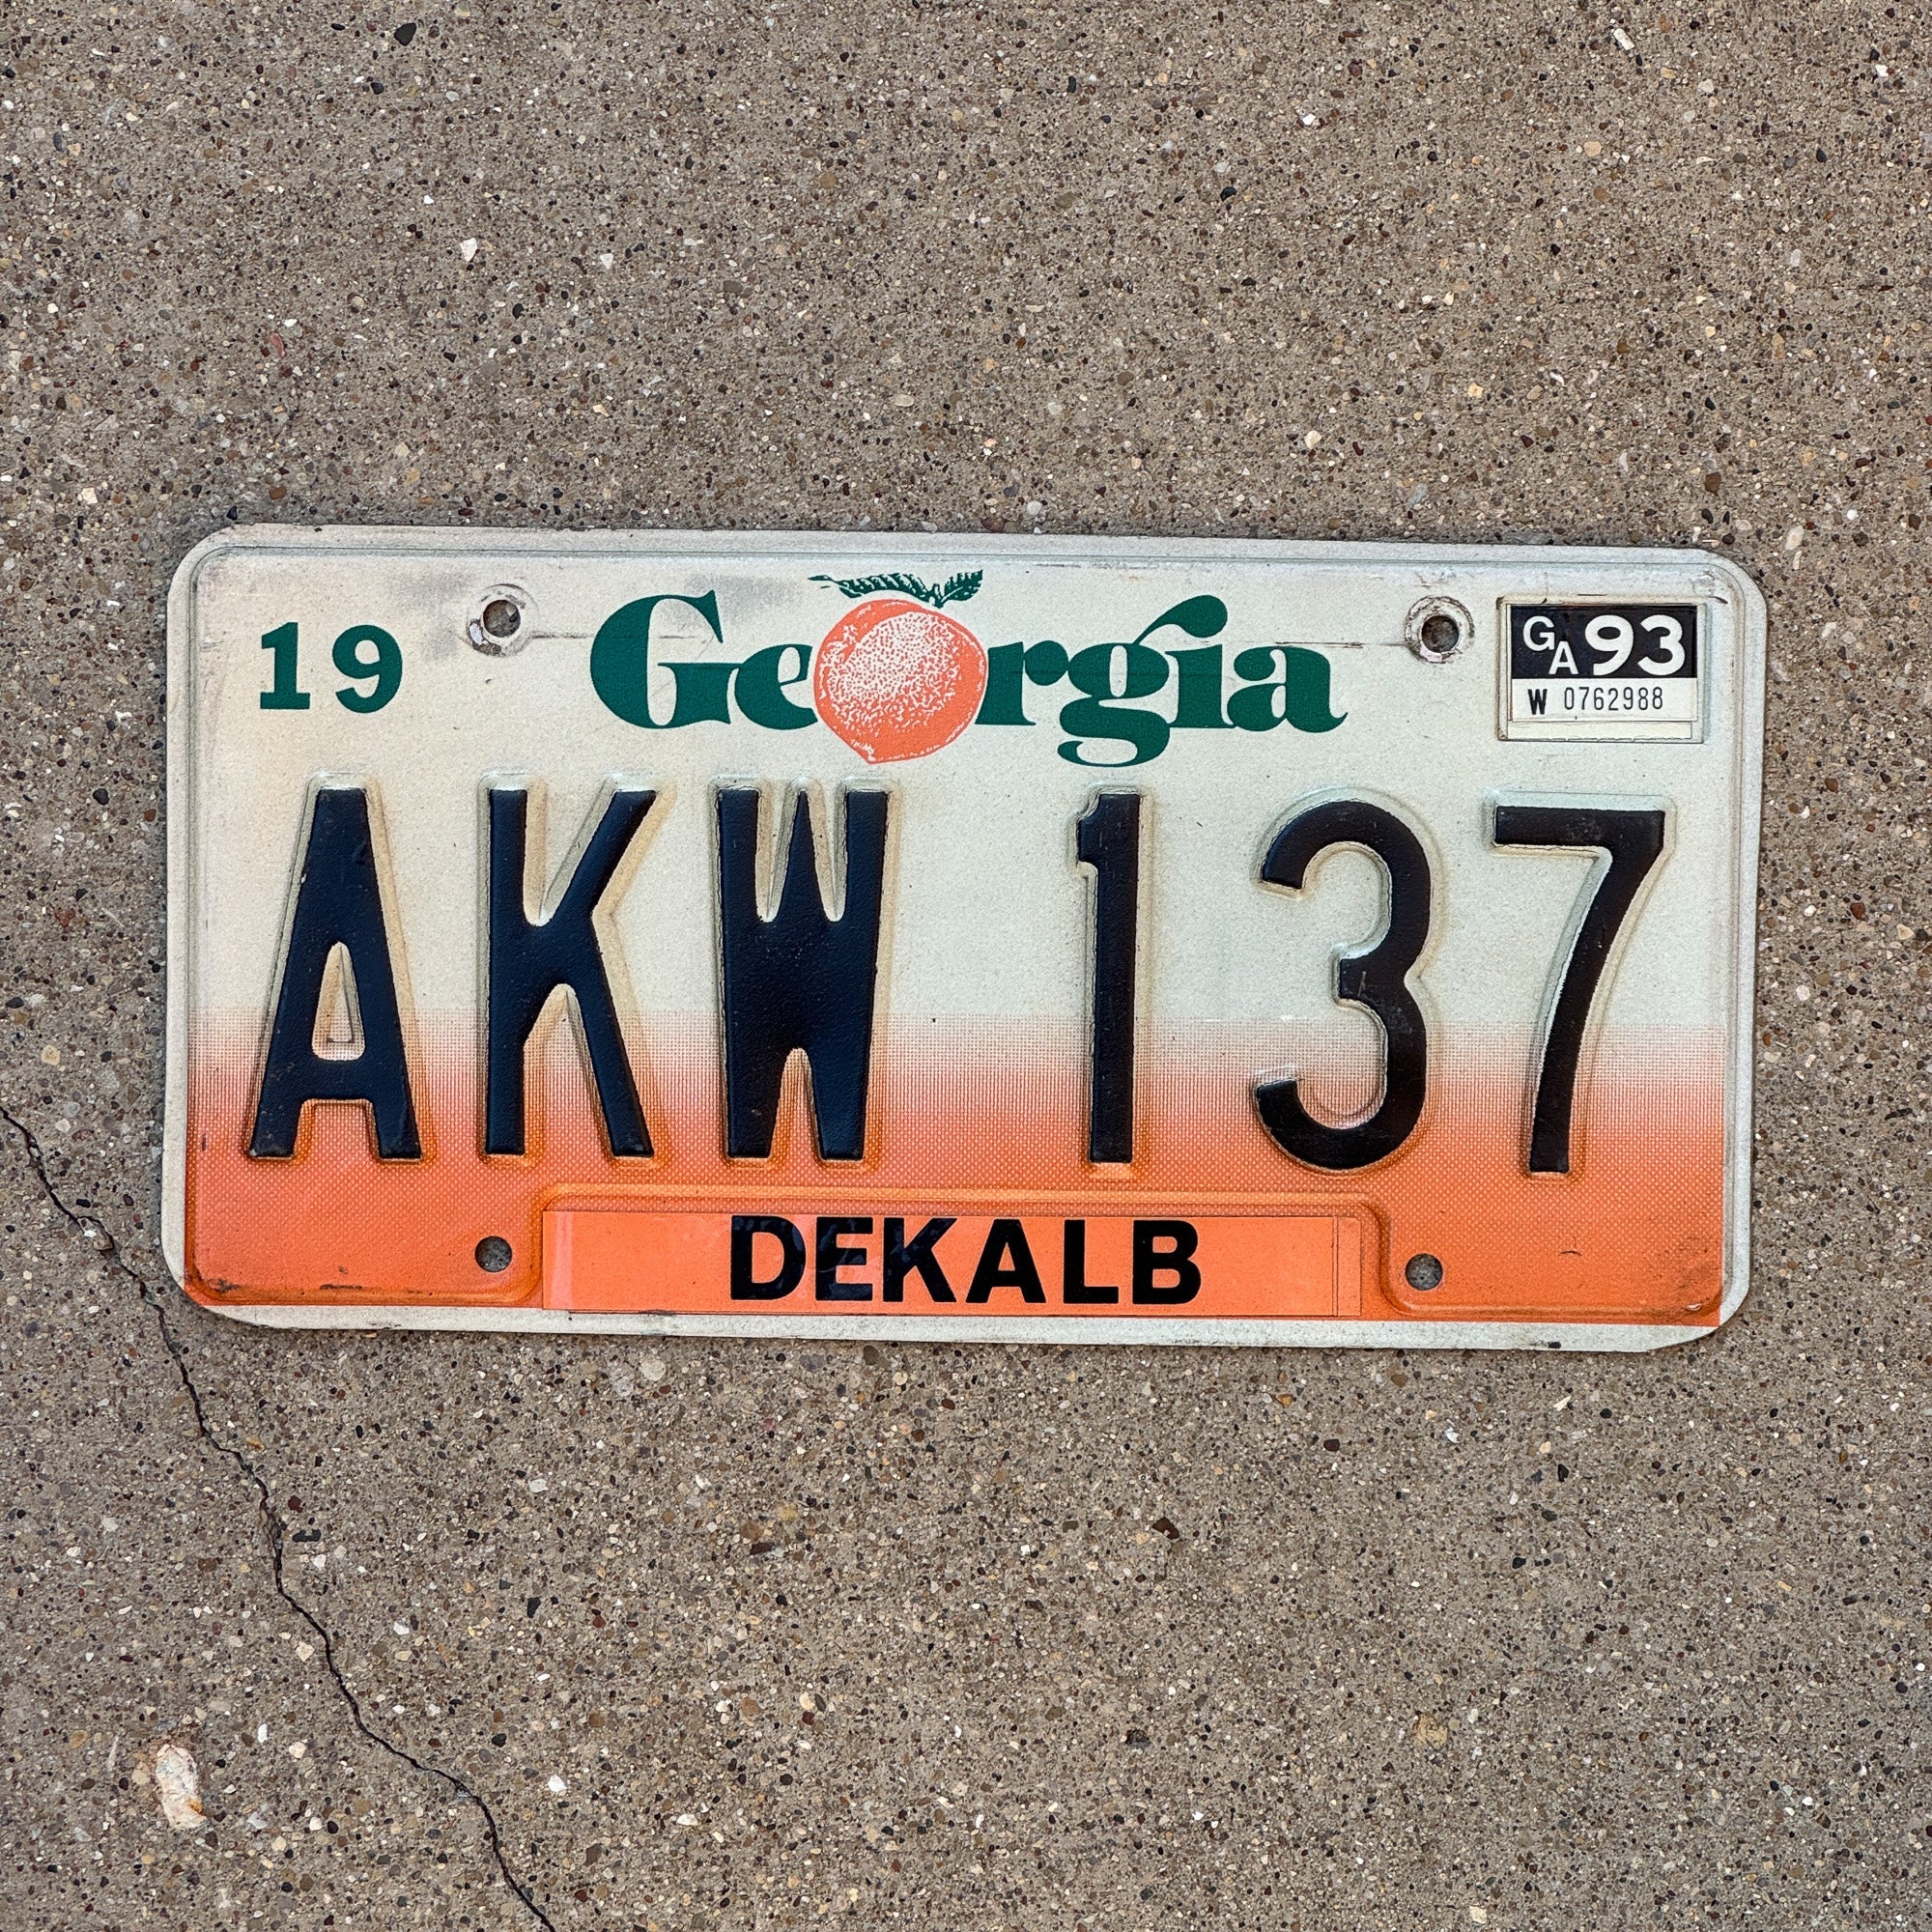 19 Georgia GA 93
W 0762988
AKW 137
DEKALB